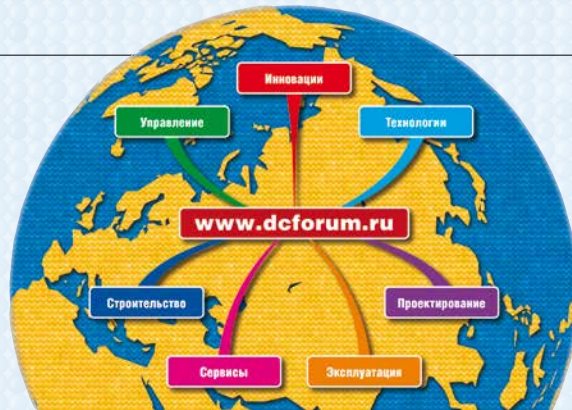 Инновации
Управление
Технологии
www.dcforum.ru
Строительство
Проектирование
Сервисы
Эксплуатация